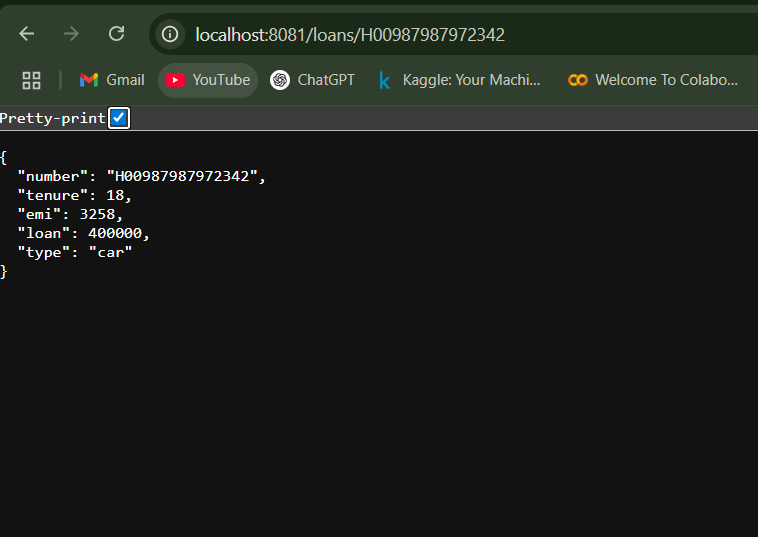 localhost:8081/loans/H00987987972342
Gmail YouTube ChatGPT Kaggle: Your Machi... Welcome To Colabo...
Pretty-print
{
  "number": "H00987987972342",
  "tenure": 18,
  "emi": 3258,
  "loan": 400000,
  "type": "car"
}